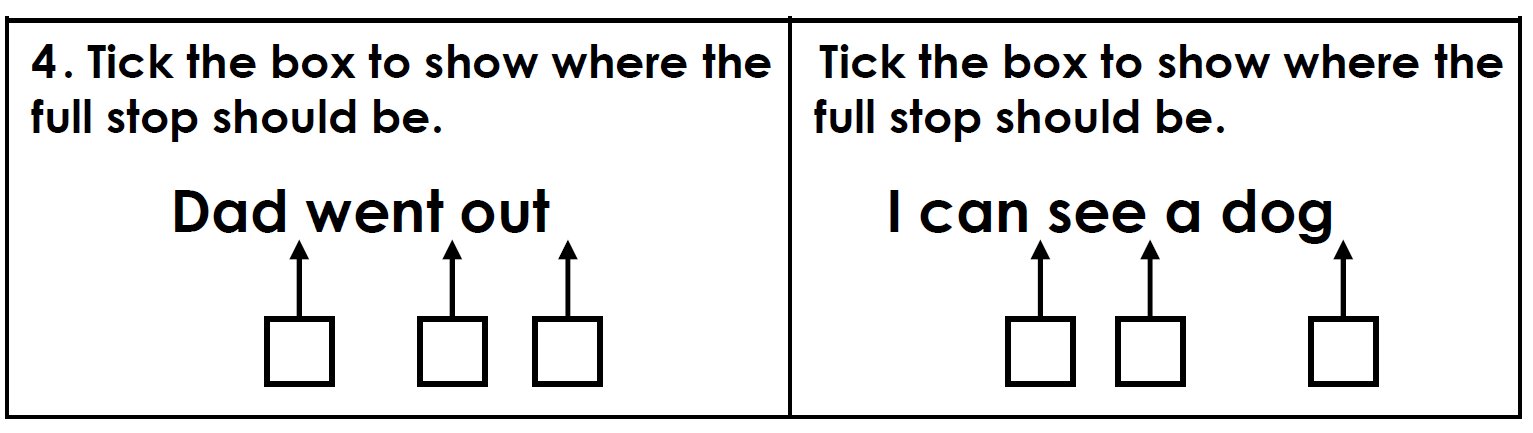 4. Tick the box to show where the
full stop should be.
Dad went out
Tick the box to show where the
full stop should be.
I can see a dog